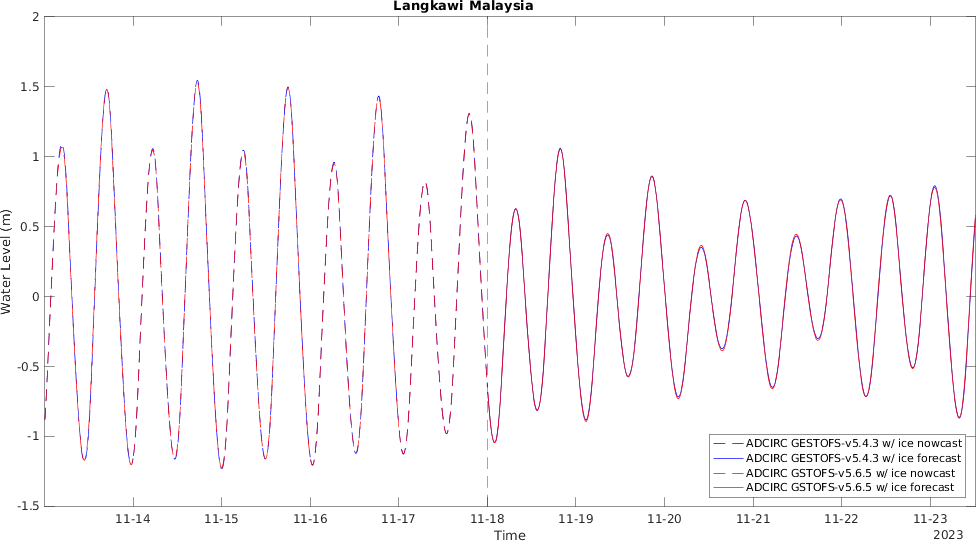 Langkawi Malaysia
2
1.5
1
0.5
0
-0.5
-1
-1.5
Water Level (m)
11-14 11-15 11-16 11-17 11-18 11-19 11-20 11-21 11-22 11-23
Time
2023
ADCIRC GESTOFS-v5.4.3 w/ ice nowcast
ADCIRC GESTOFS-v5.4.3 w/ ice forecast
ADCIRC GSTOFS-v5.6.5 w/ ice nowcast
ADCIRC GSTOFS-v5.6.5 w/ ice forecast